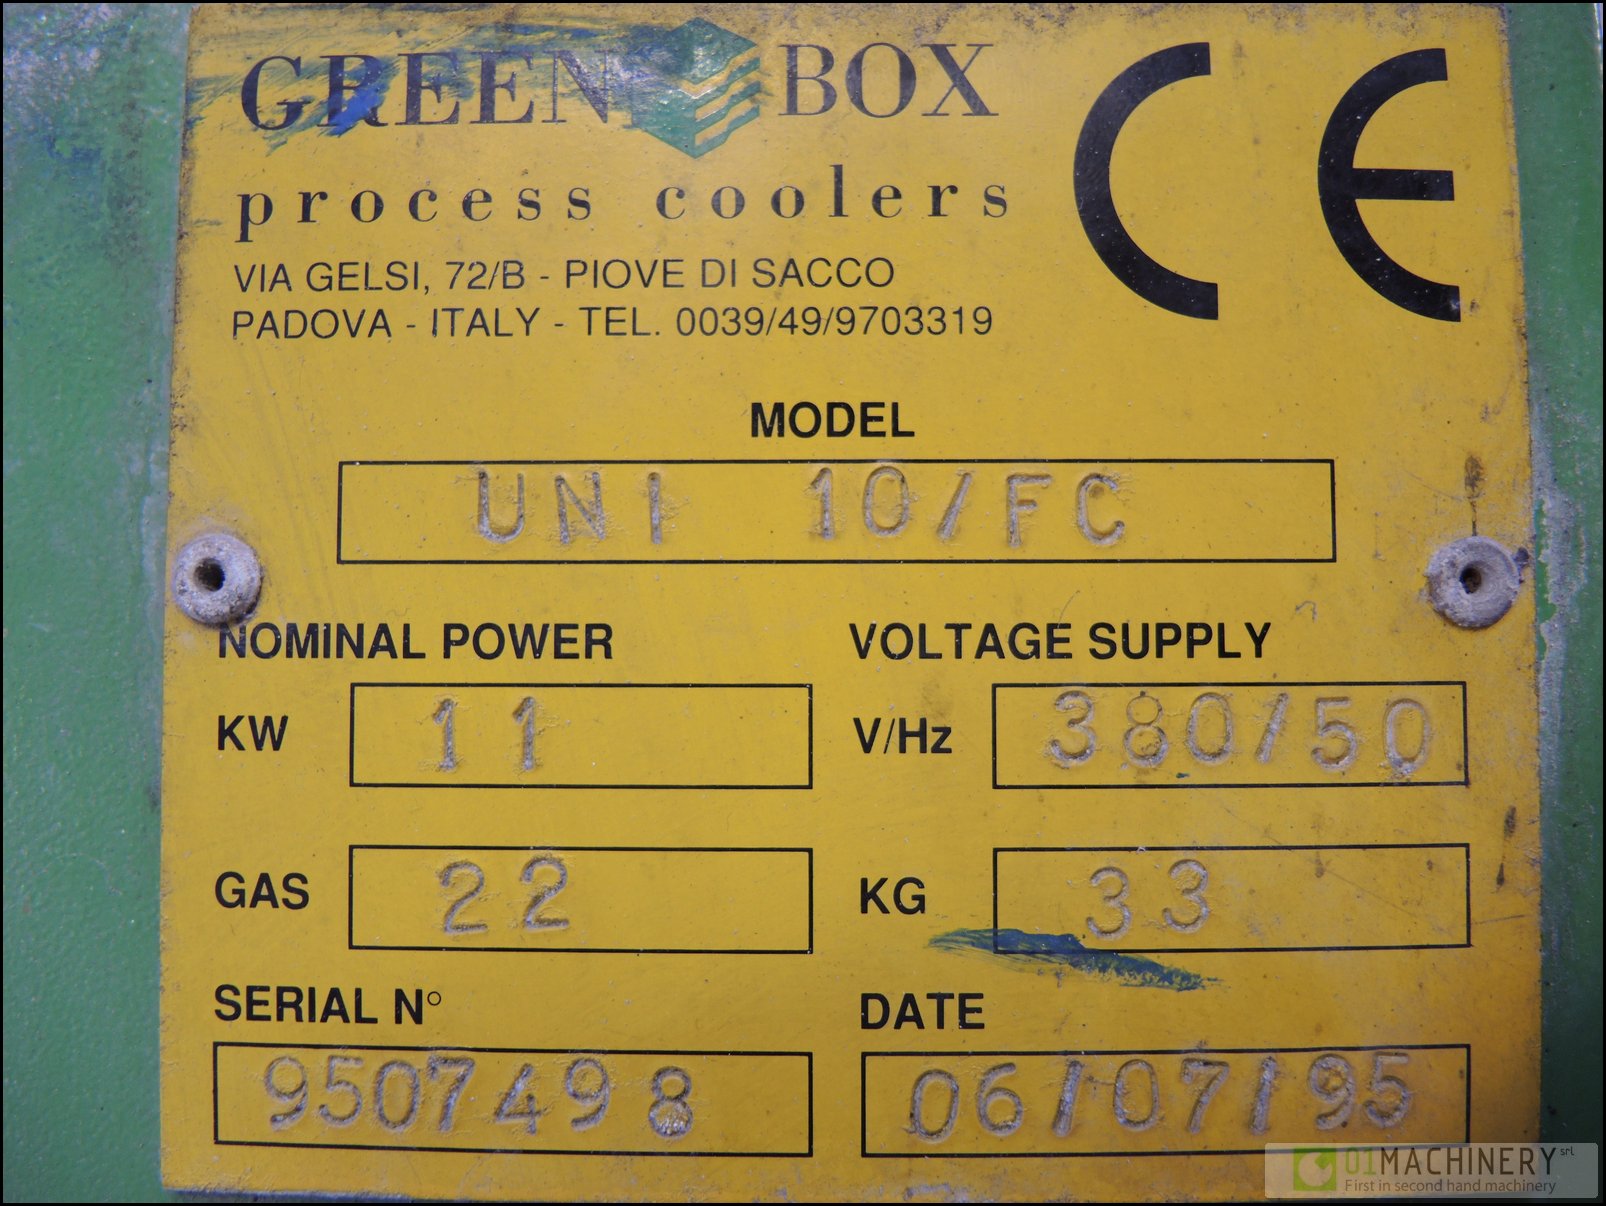 GREEN BOX
process coolers
VIA GELSI, 72/B - PIOVE DI SACCO
PADOVA - ITALY - TEL. 0039/49/9703319
CE
MODEL
UNI 10/FC
NOMINAL POWER
KW 11
VOLTAGE SUPPLY
V/Hz 380/50
GAS 22
KG 33
SERIAL N°
9507498
DATE
06/07/95
01MACHINERY srl
First in second hand machinery